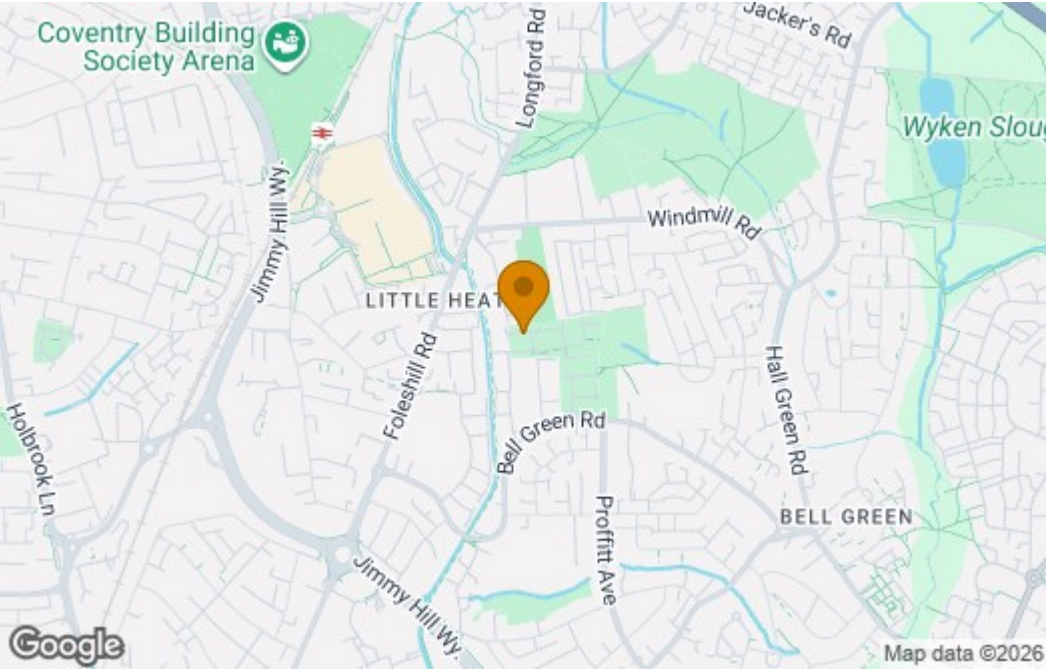 Coventry Building
Society Arena
Longford Rd
Jacker's Rd
Wyken Sloug
Jimmy Hill Wy.
Windmill Rd
LITTLE HEAT
Foleshill Rd
Hall Green Rd
Holbrook Ln
Bell Green Rd
Proffitt Ave
BELL GREEN
Jimmy Hill Wy.
Google
Map data ©2026